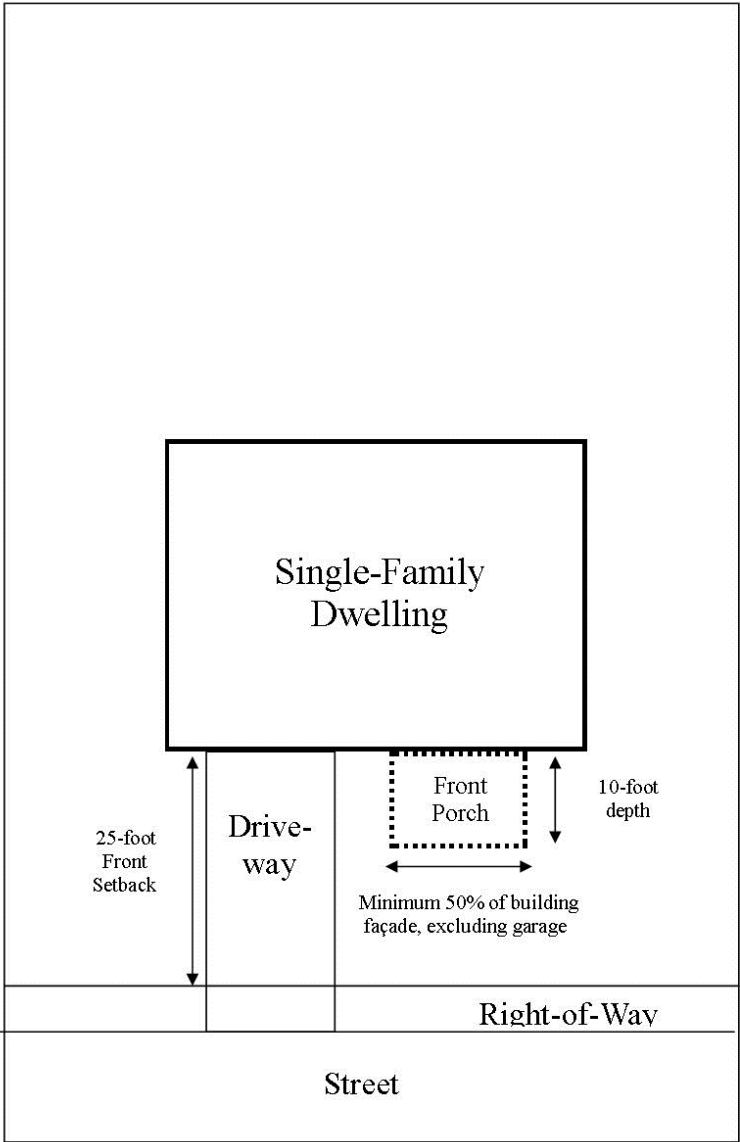 Single-Family
Dwelling
Front
Porch
10-foot
depth
Drive-
way
25-foot
Front
Setback
Minimum 50% of building
façade, excluding garage
Right-of-Way
Street